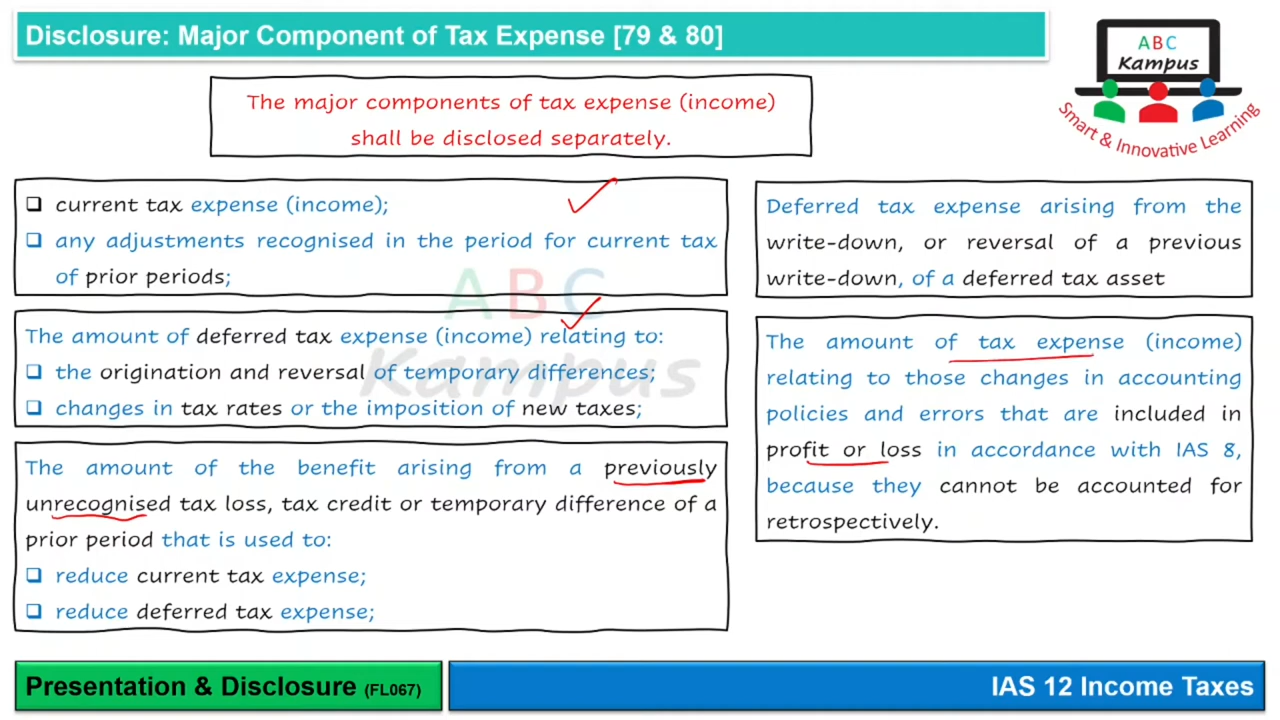 Disclosure: Major Component of Tax Expense [79 & 80]
ABC
Kampus
Smart & Innovative Learning
The major components of tax expense (income)
shall be disclosed separately.
❑ current tax expense (income);
❑ any adjustments recognised in the period for current tax
of prior periods;
The amount of deferred tax expense (income) relating to:
❑ the origination and reversal of temporary differences;
❑ changes in tax rates or the imposition of new taxes;
The amount of the benefit arising from a previously
unrecognised tax loss, tax credit or temporary difference of a
prior period that is used to:
❑ reduce current tax expense;
❑ reduce deferred tax expense;
Deferred tax expense arising from the
write-down, or reversal of a previous
write-down, of a deferred tax asset
The amount of tax expense (income)
relating to those changes in accounting
policies and errors that are included in
profit or loss in accordance with IAS 8,
because they cannot be accounted for
retrospectively.
ABC
Kampus
Presentation & Disclosure (FL067)
IAS 12 Income Taxes